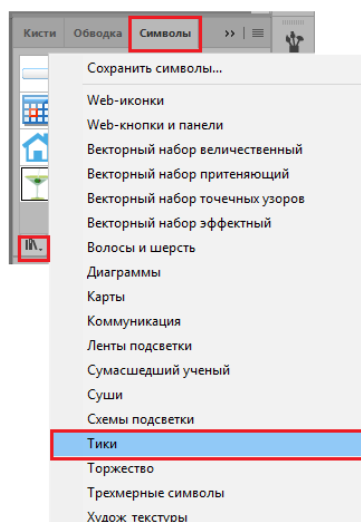 Кисти Обводка Символы
Сохранить символы...
Web-иконки
Web-кнопки и панели
Векторный набор величественный
Векторный набор притеняющий
Векторный набор точечных узоров
Векторный набор эффектный
Волосы и шерсть
Диаграммы
Карты
Коммуникация
Ленты подсветки
Сумасшедший ученый
Суши
Схемы подсветки
Тики
Торжество
Трехмерные символы
Худож_текстуры